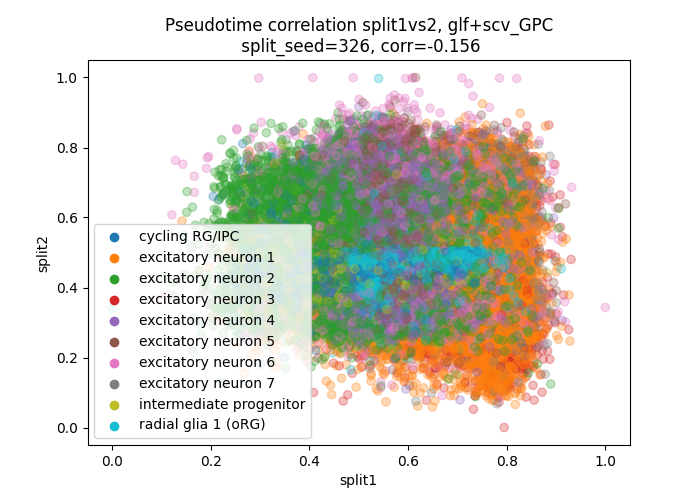 Pseudotime correlation split1vs2, glf+scv_GPC
split_seed=326, corr=-0.156
split2
1.0
0.8
0.6
0.4
0.2
0.0
cycling RG/IPC
excitatory neuron 1
excitatory neuron 2
excitatory neuron 3
excitatory neuron 4
excitatory neuron 5
excitatory neuron 6
excitatory neuron 7
intermediate progenitor
radial glia 1 (oRG)
0.0 0.2 0.4 0.6 0.8 1.0
split1